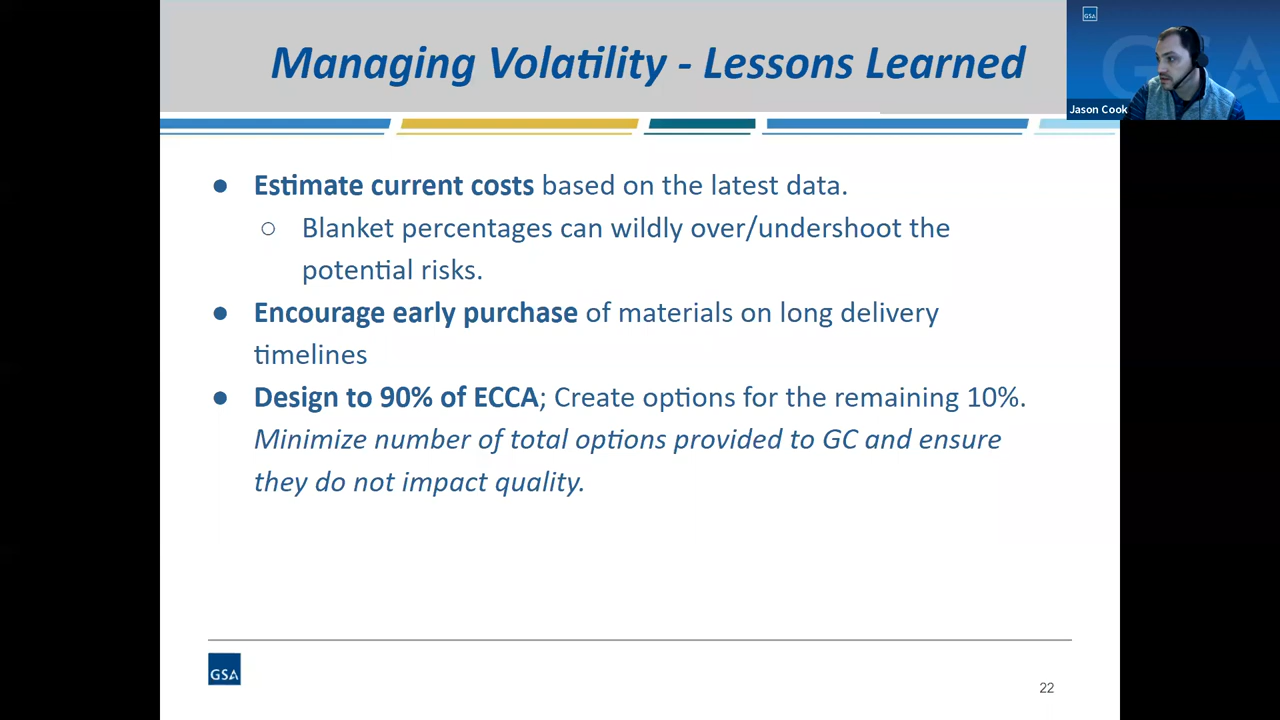 Managing Volatility - Lessons Learned
GSA
Jason Cook
● Estimate current costs based on the latest data.
○ Blanket percentages can wildly over/undershoot the
potential risks.
● Encourage early purchase of materials on long delivery
timelines
● Design to 90% of ECCA; Create options for the remaining 10%.
Minimize number of total options provided to GC and ensure
they do not impact quality.
GSA
22